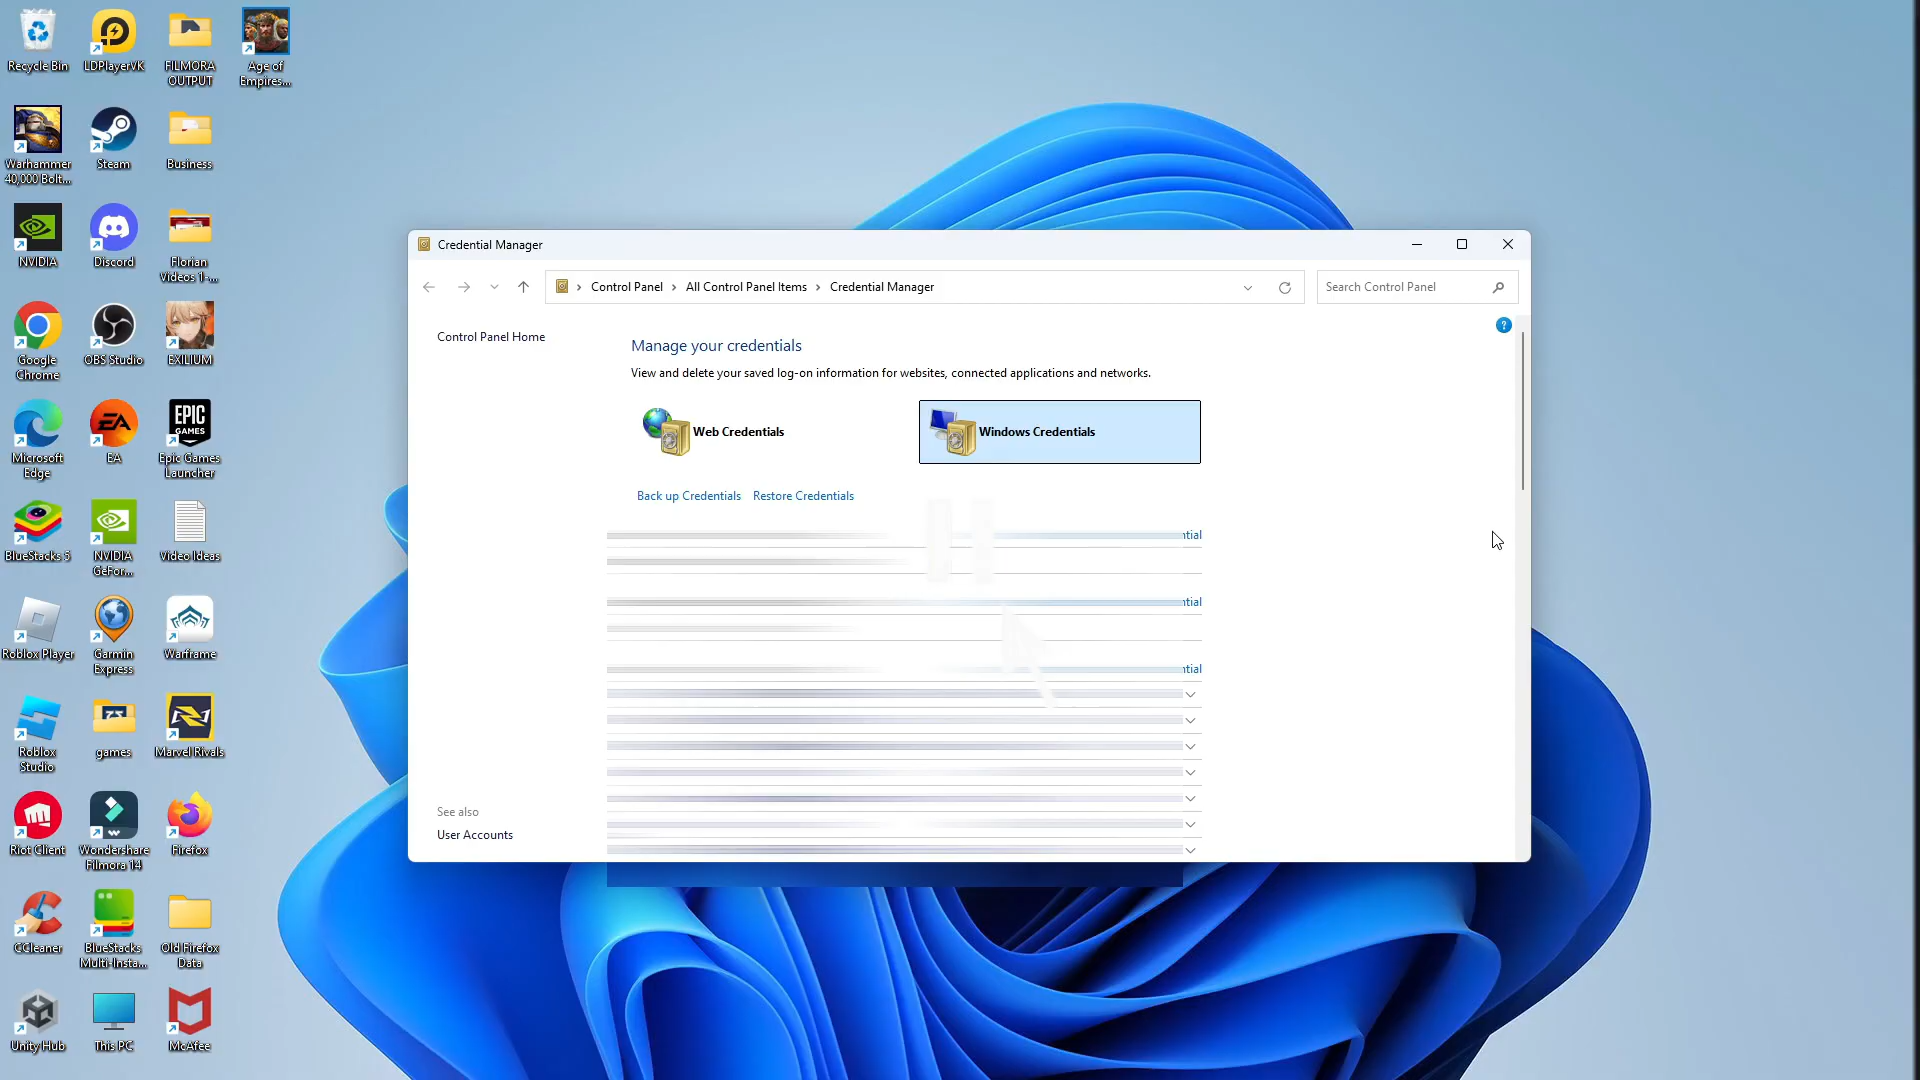 Recycle Bin
LDPlayerVK
FILMORA
OUTPUT
Age of
Empires...
Warhammer
40,000 Bolt...
Steam
Business
NVIDIA
Discord
Florian
Videos 1-...
Google
Chrome
OBS Studio
EXILIUM
Microsoft
Edge
EA
EPIC
GAMES
Epic Games
Launcher
BlueStacks 5
NVIDIA
GeFor...
Video Ideas
Roblox Player
Garmin
Express
Warframe
Roblox
Studio
games
Marvel Rivals
Riot Client
Wondershare
Filmora 14
Firefox
CCleaner
BlueStacks
Multi-Insta...
Old Firefox
Data
Unity Hub
This PC
McAfee
Credential Manager
Control Panel
All Control Panel Items
Credential Manager
Search Control Panel
Control Panel Home
Manage your credentials
View and delete your saved log-on information for websites, connected applications and networks.
Web Credentials
Windows Credentials
Back up Credentials
Restore Credentials
ntial
ntial
ntial
See also
User Accounts